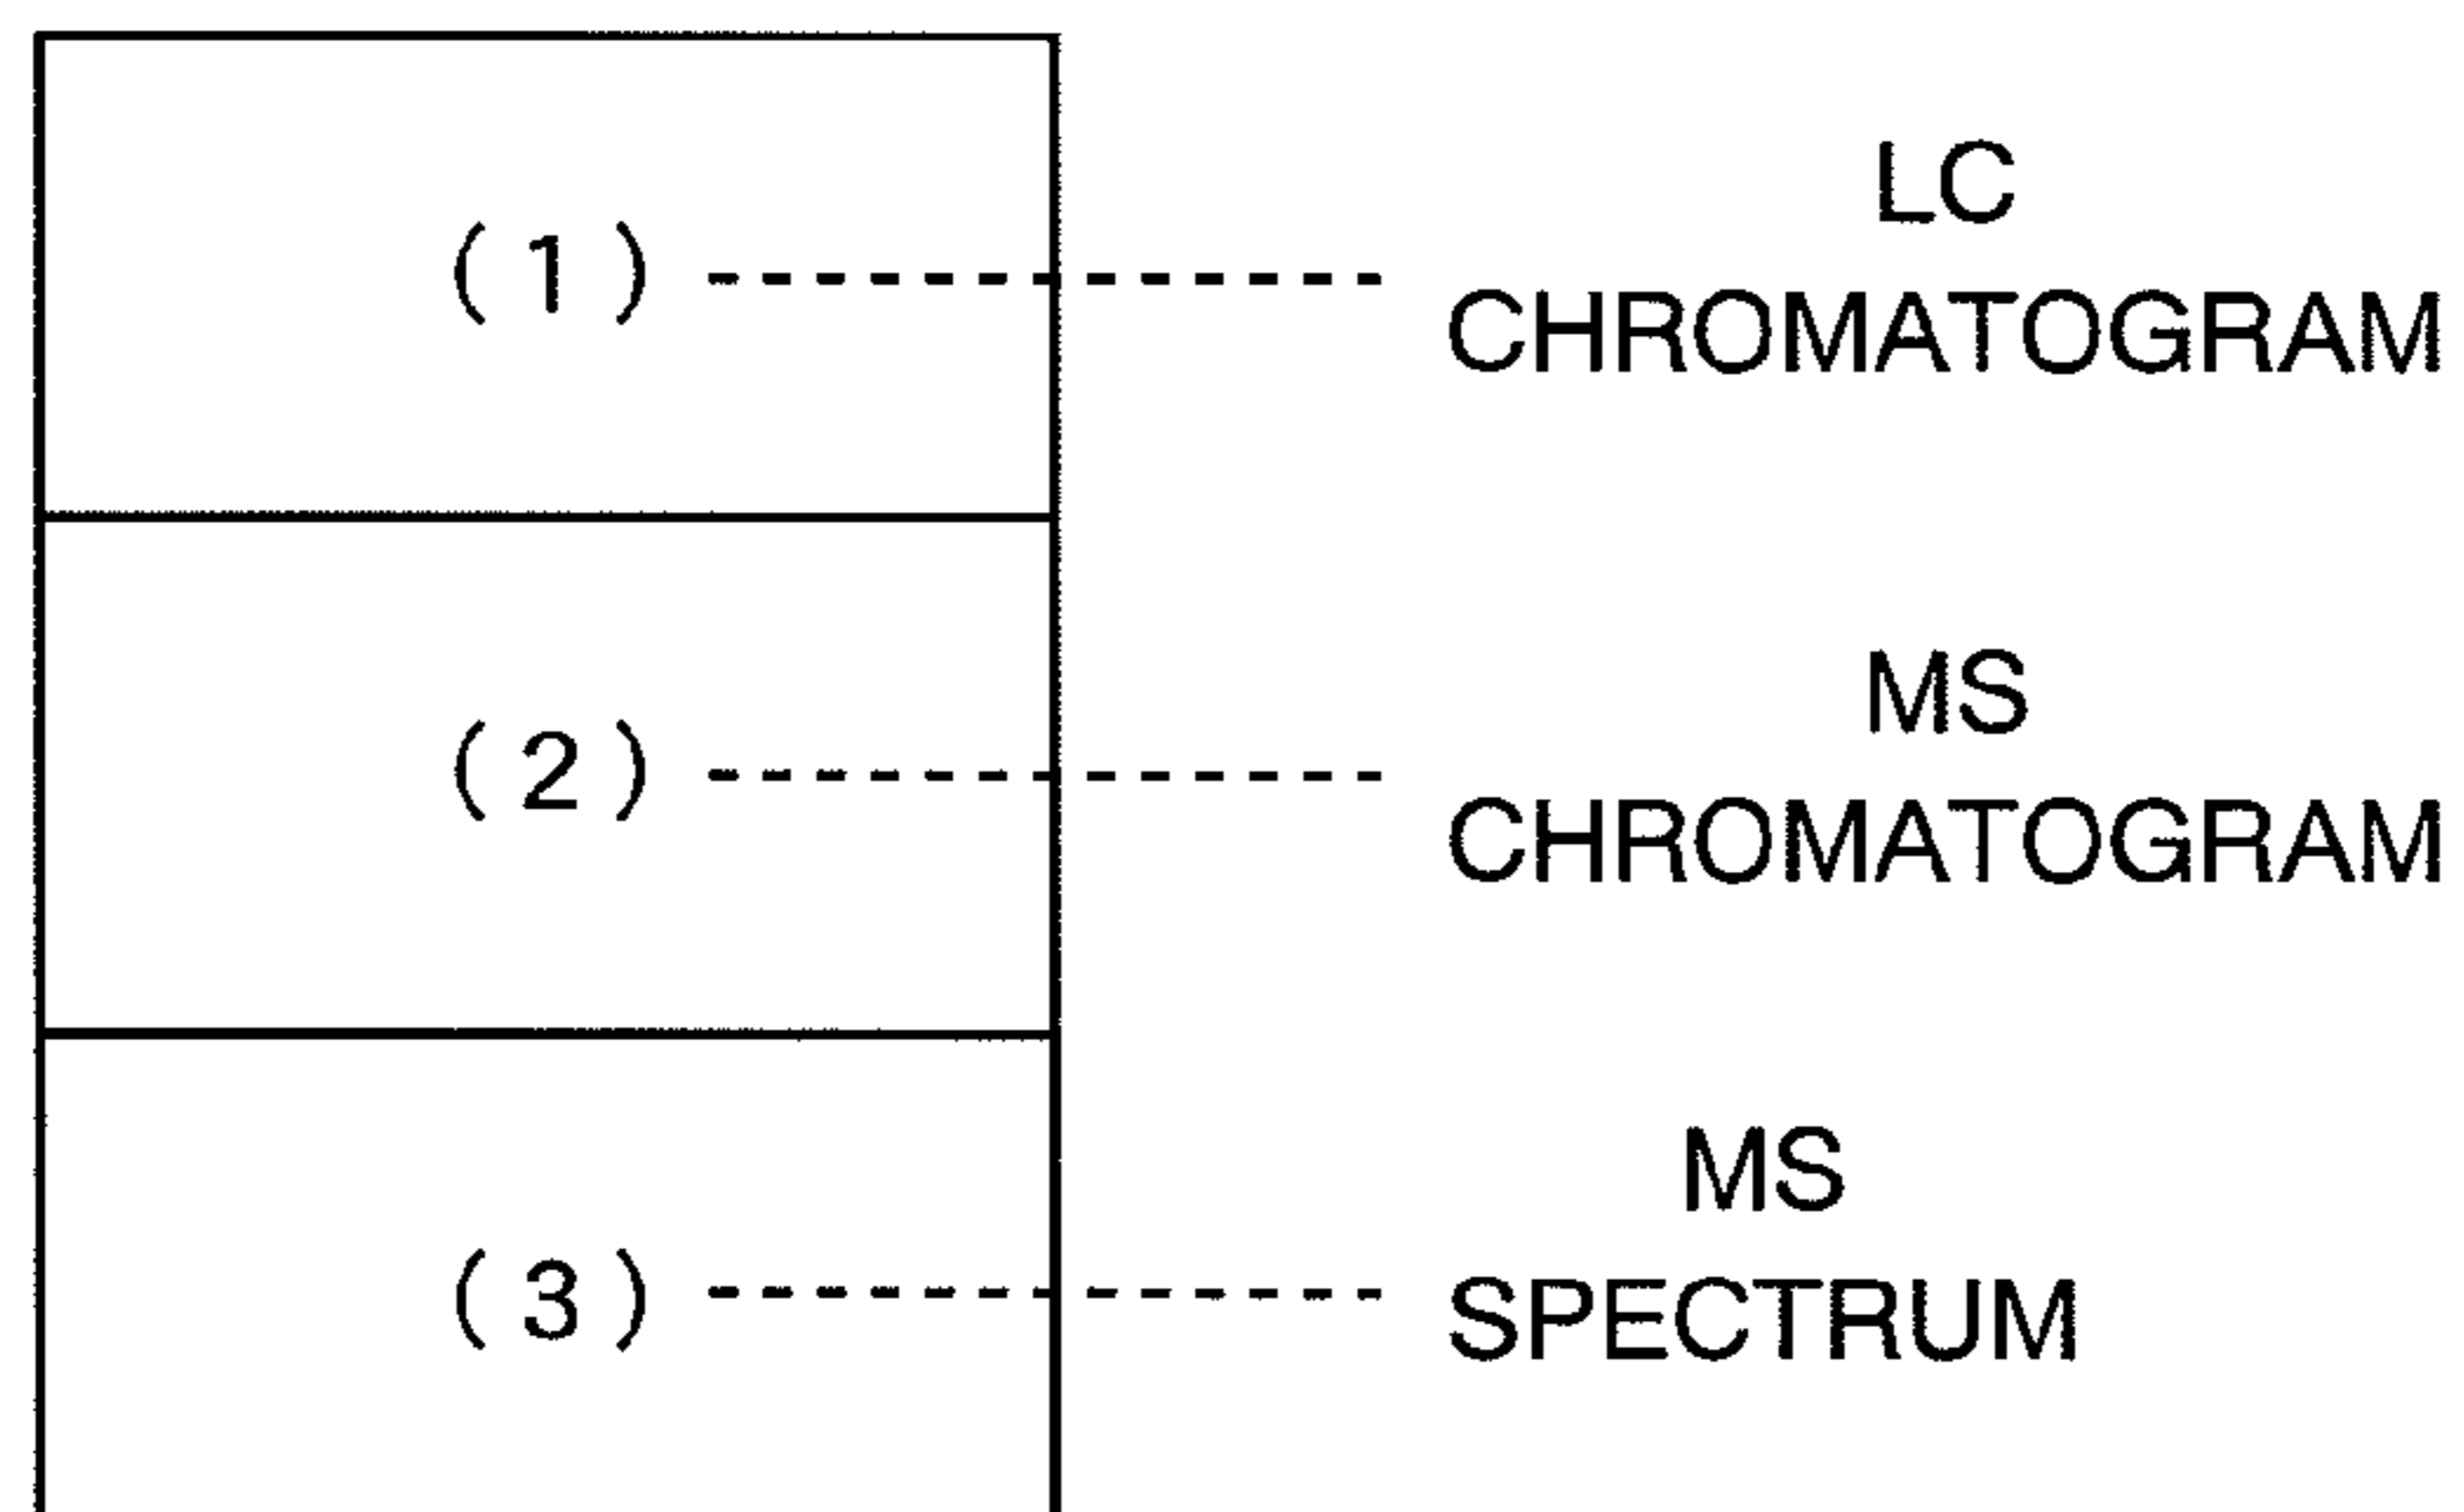 (1)
LC
CHROMATOGRAM
(2)
MS
CHROMATOGRAM
(3)
MS
SPECTRUM